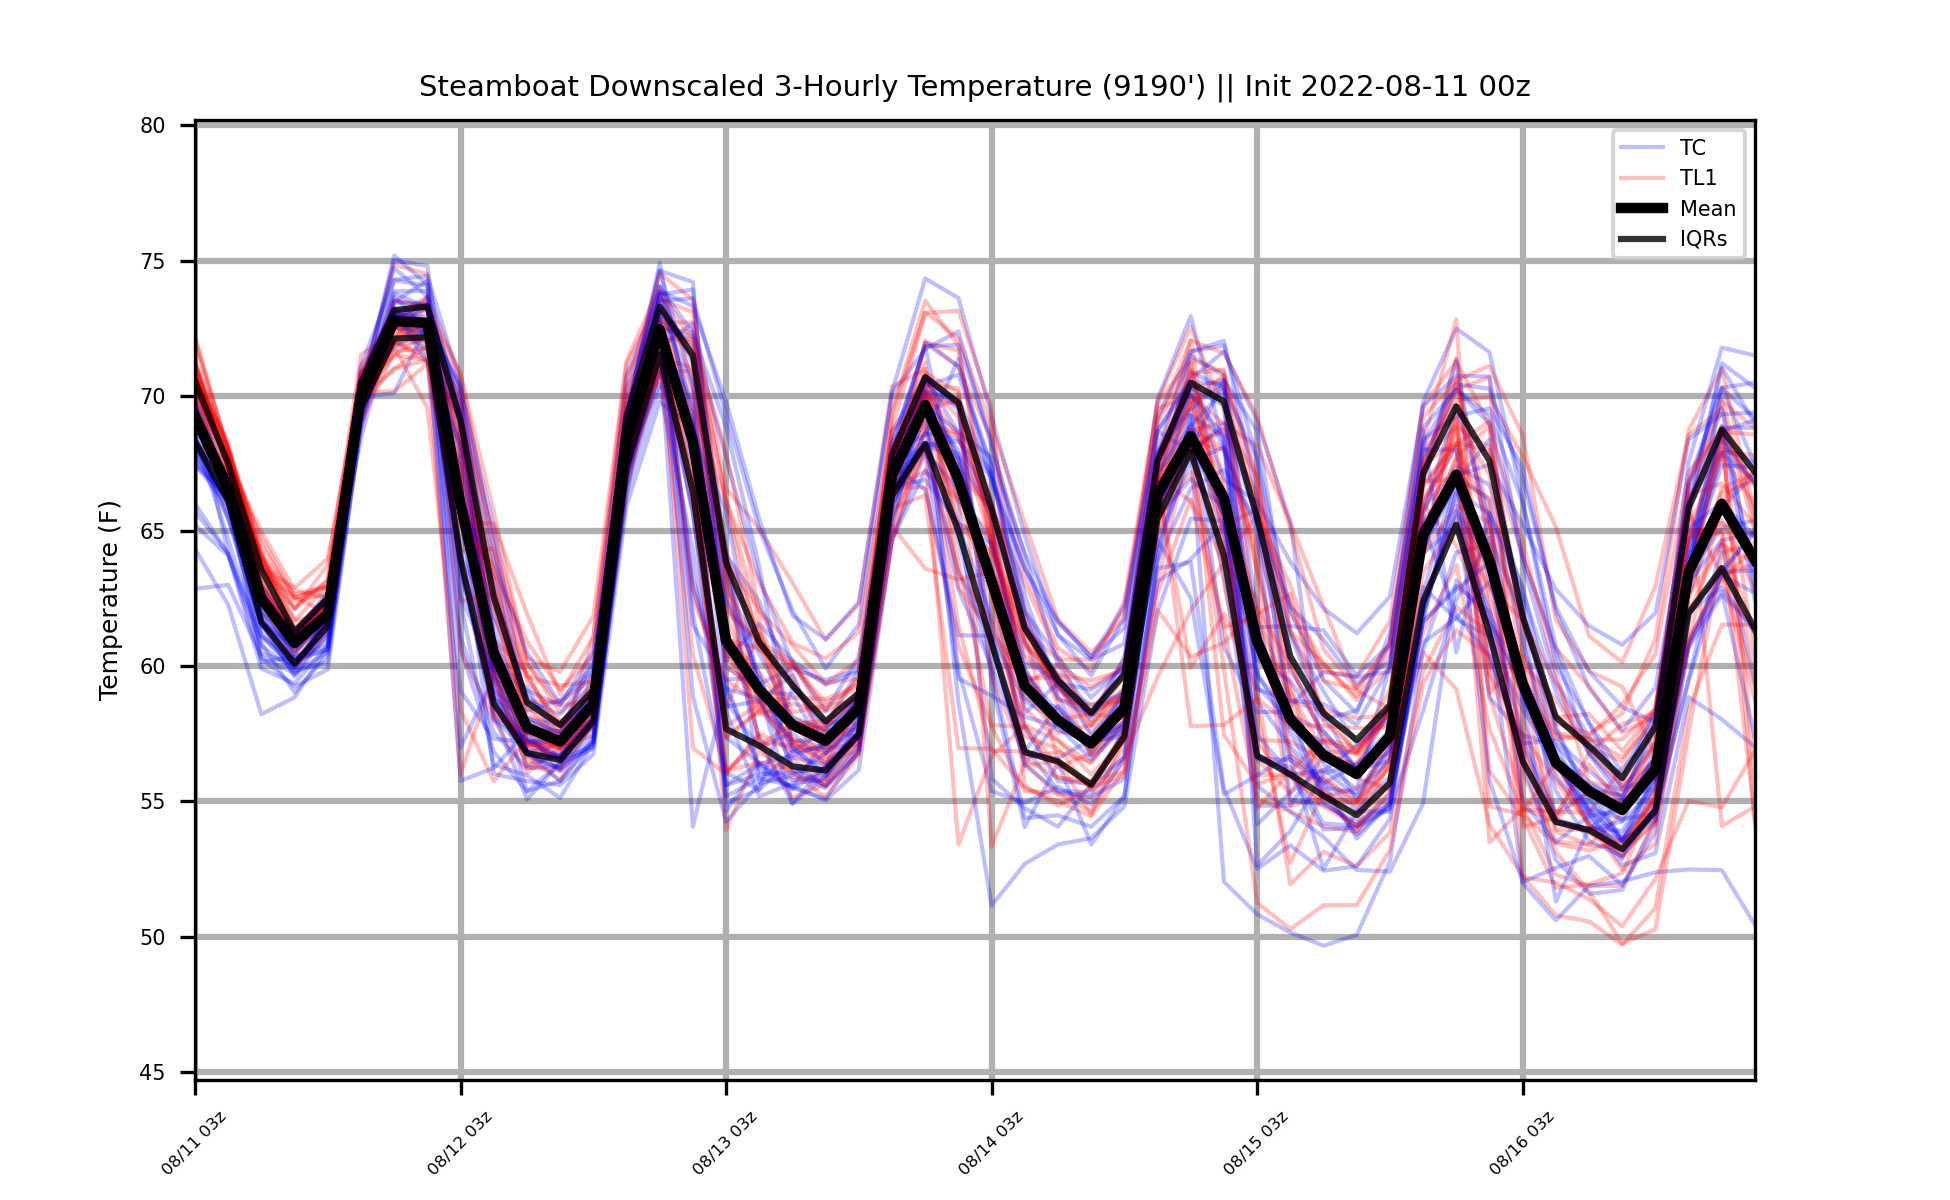 Steamboat Downscaled 3-Hourly Temperature (9190') || Init 2022-08-11 00z
80
75
70
65
60
55
50
45
Temperature (F)
TC
TL1
Mean
IQRs
08/11 03z
08/12 03z
08/13 03z
08/14 03z
08/15 03z
08/16 03z